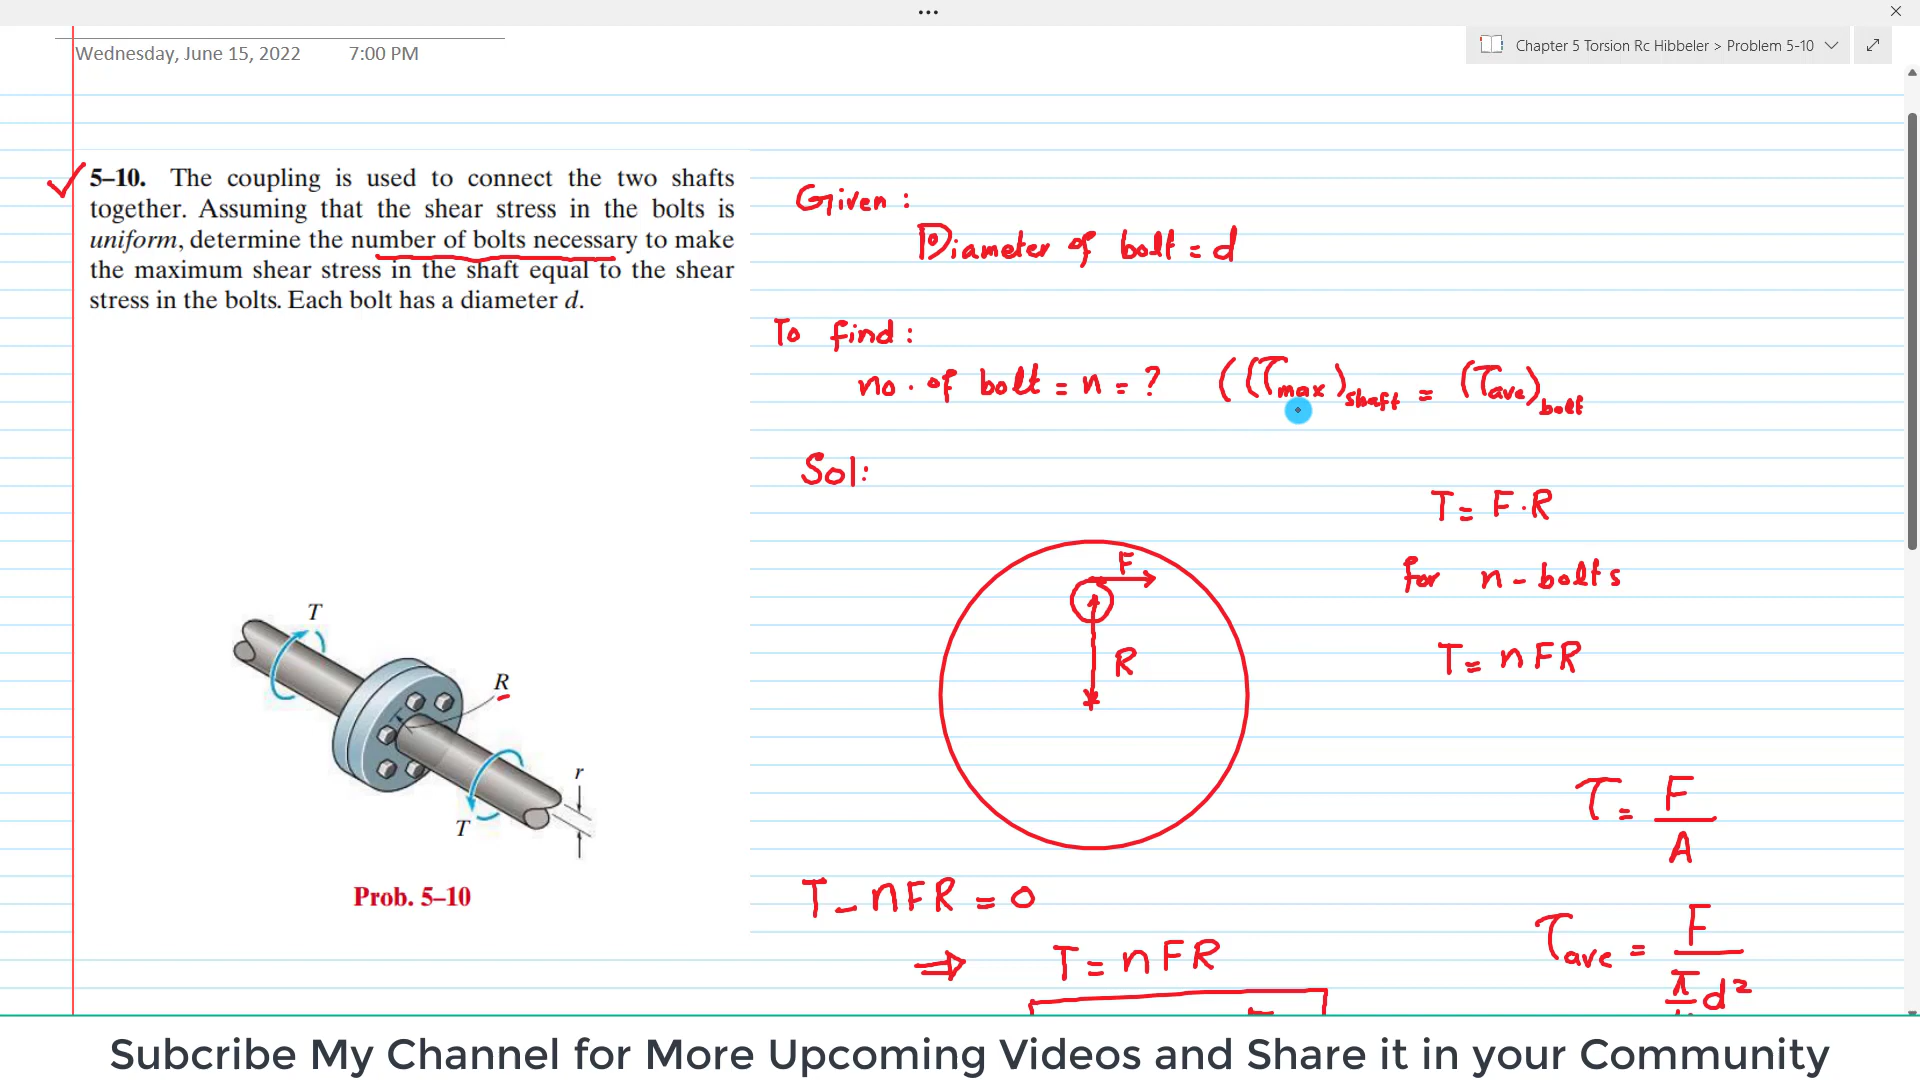 Wednesday, June 15, 2022 7:00 PM
Chapter 5 Torsion Rc Hibbeler > Problem 5-10
5–10. The coupling is used to connect the two shafts
together. Assuming that the shear stress in the bolts is
uniform, determine the number of bolts necessary to make
the maximum shear stress in the shaft equal to the shear
stress in the bolts. Each bolt has a diameter d.
T
R
r
T
Prob. 5–10
Given :
Diameter of bolt = d
To find :
no. of bolt = n = ? ((τmax)shaft = (τave)bolt
Sol:
F
R
T = F.R
for n-bolts
T = nFR
τ = F/A
T - nFR = 0
⇒ T = nFR
τave = F / π d²
Subcribe My Channel for More Upcoming Videos and Share it in your Community